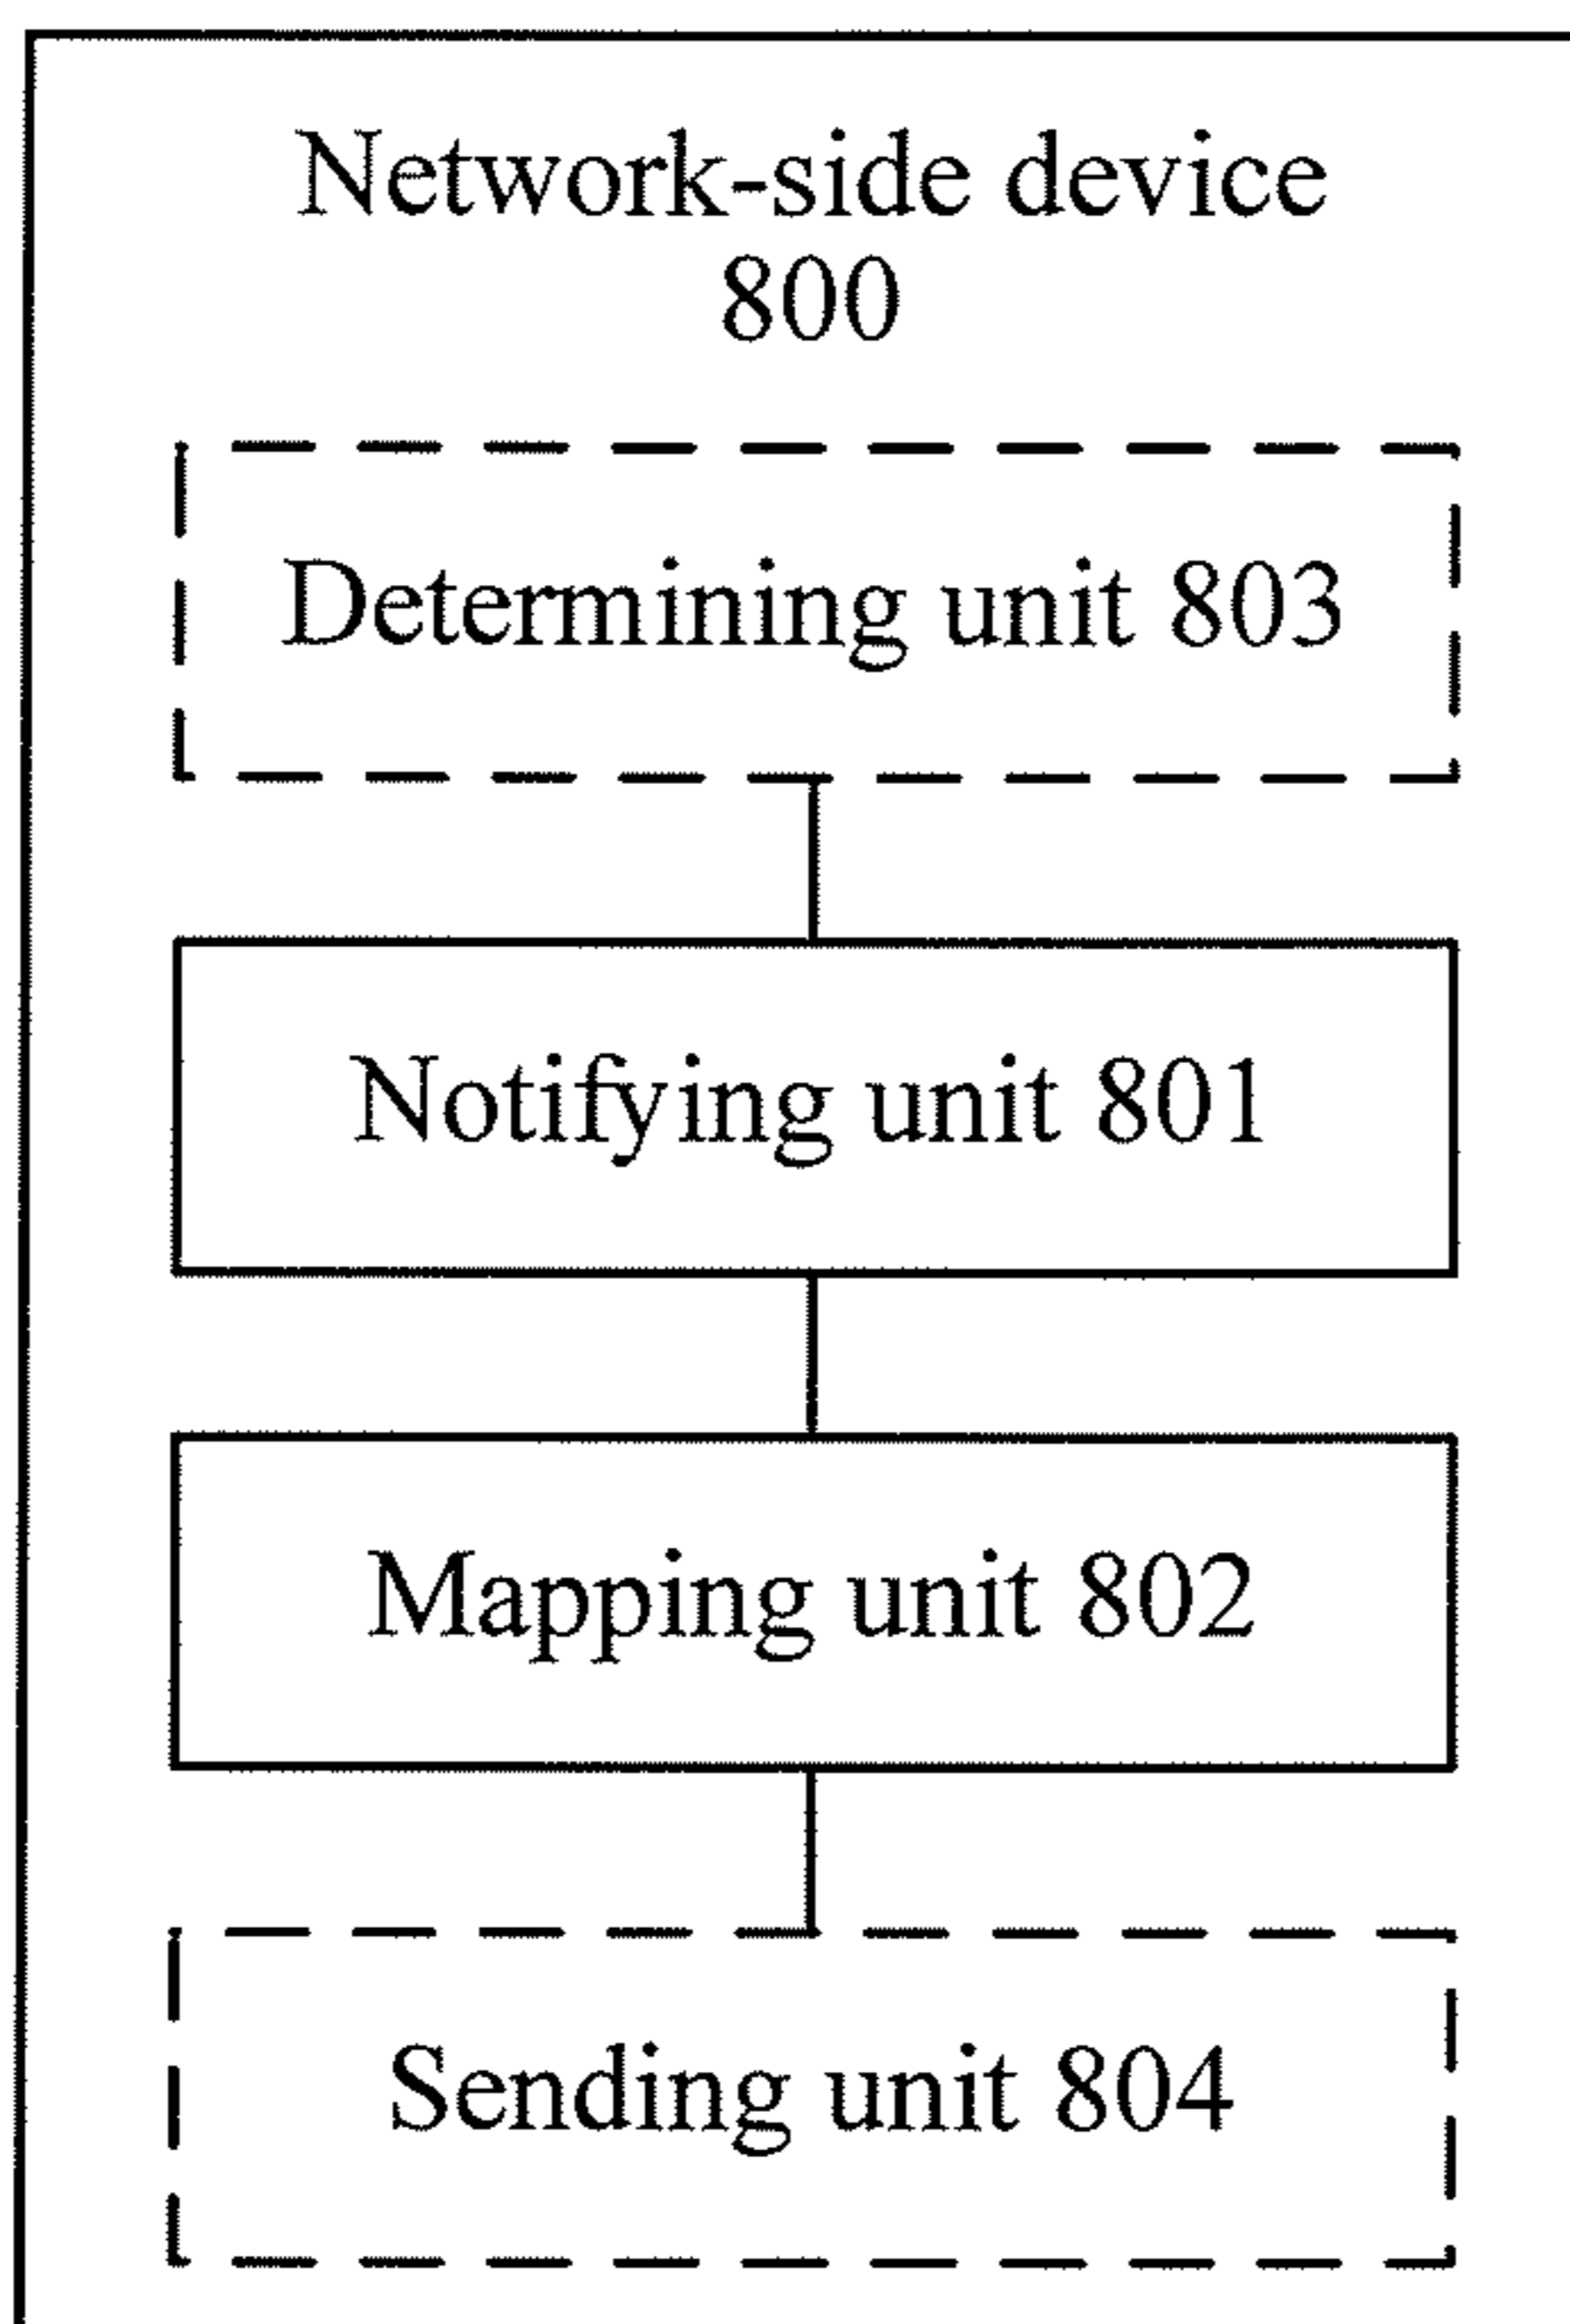 Network-side device
800
Determining unit 803
Notifying unit 801
Mapping unit 802
Sending unit 804